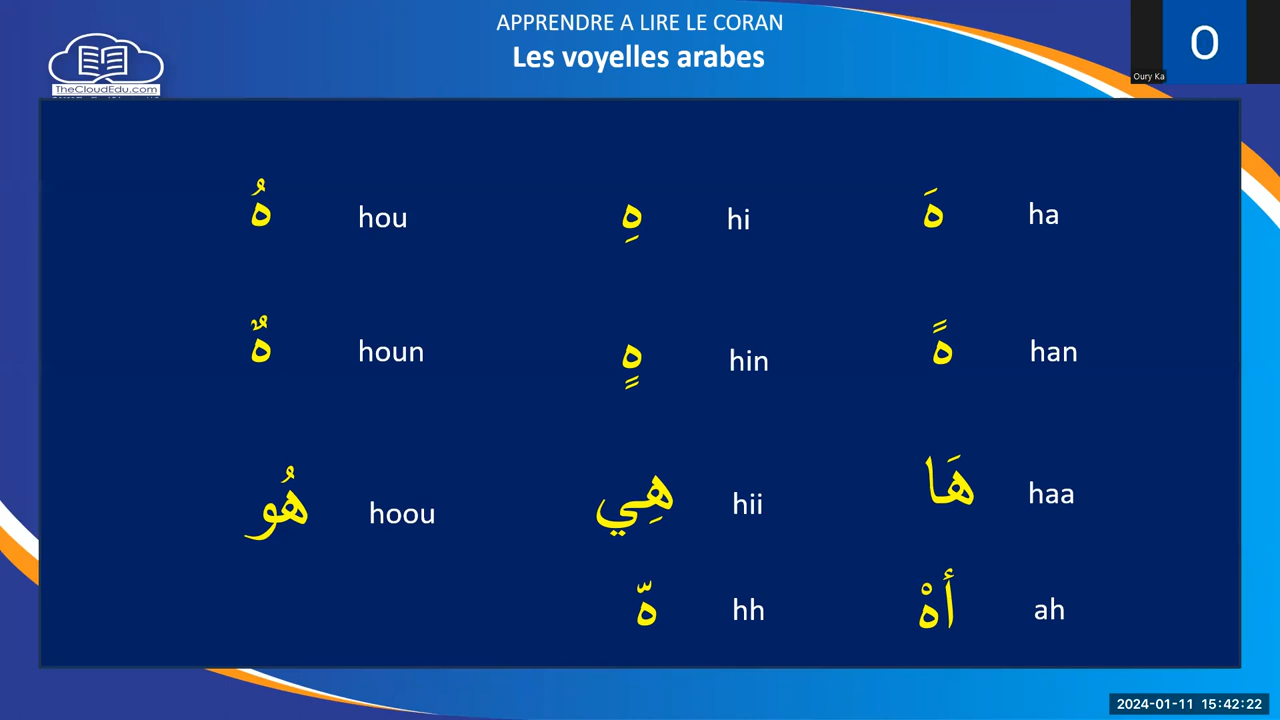 APPRENDRE A LIRE LE CORAN
Les voyelles arabes
TheCloudEdu.com
O
Oury Ka
هَ ha هِ hi هُ hou
هً han هٍ hin هٌ houn
هَا haa هِي hii هُو hoou
أهْ ah هّ hh
2024-01-11 15:42:22